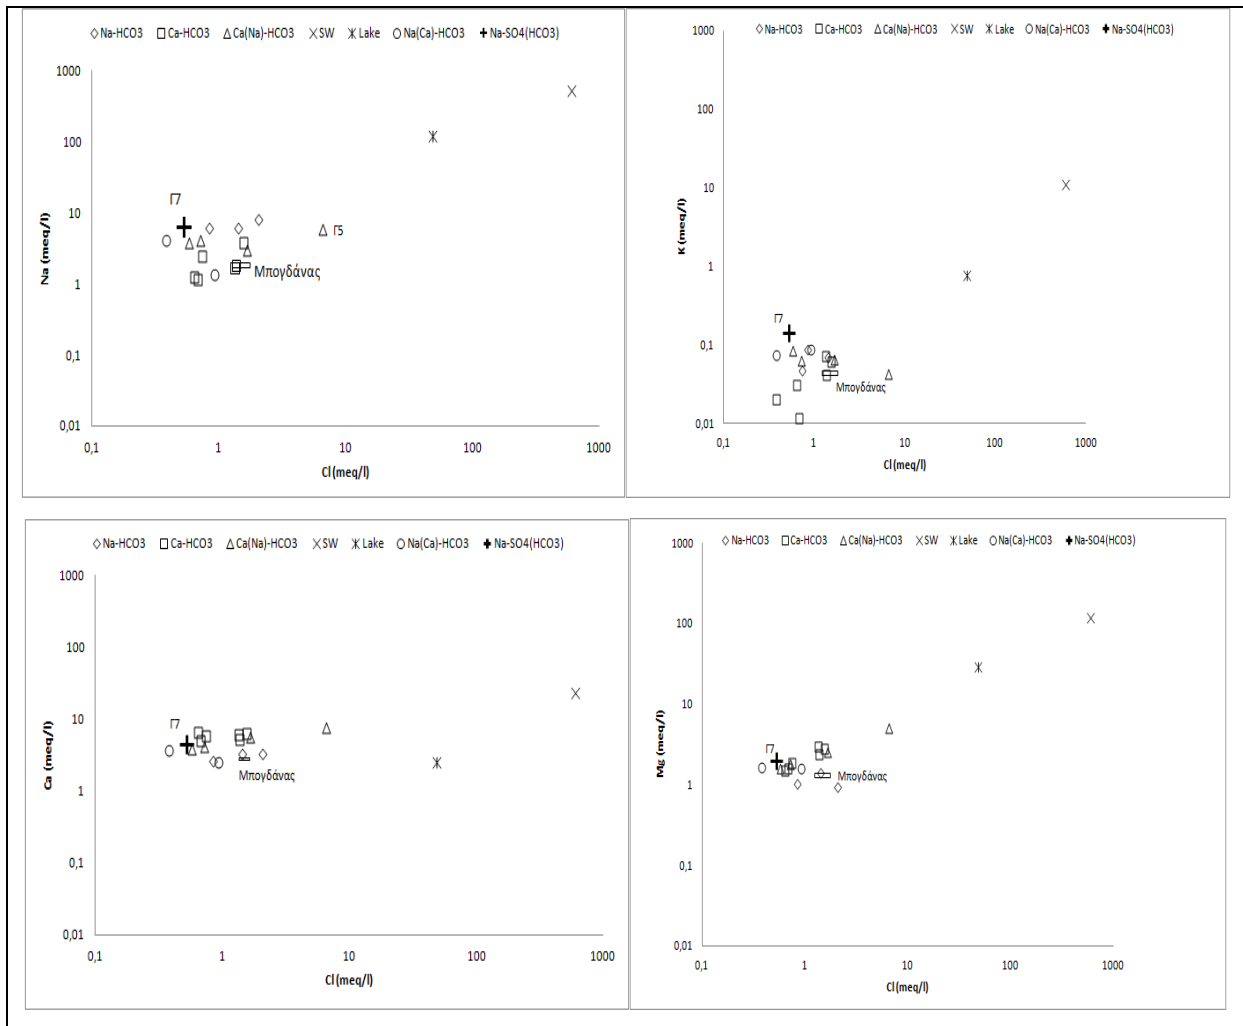 Na-HCO3 Ca-HCO3 Ca(Na)-HCO3 SW Lake Na(Ca)-HCO3 Na-SO4(HCO3)
1000
100
10
1
0,1
0,01
Na (meq/l)
Γ7
Γ5
Μπογδάνας
0,1 1 10 100 1000
Cl (meq/l)
Na-HCO3 Ca-HCO3 Ca(Na)-HCO3 SW Lake Na(Ca)-HCO3 Na-SO4(HCO3)
1000
100
10
1
0,1
0,01
K (meq/l)
Γ7
Μπογδάνας
0,1 1 10 100 1000
Cl (meq/l)
Na-HCO3 Ca-HCO3 Ca(Na)-HCO3 SW Lake Na(Ca)-HCO3 Na-SO4(HCO3)
1000
100
10
1
0,1
0,01
Ca (meq/l)
Γ7
Μπογδάνας
0,1 1 10 100 1000
Cl (meq/l)
Na-HCO3 Ca-HCO3 Ca(Na)-HCO3 SW Lake Na(Ca)-HCO3 Na-SO4(HCO3)
1000
100
10
1
0,1
0,01
Mg (meq/l)
Γ7
Μπογδάνας
0,1 1 10 100 1000
Cl (meq/l)